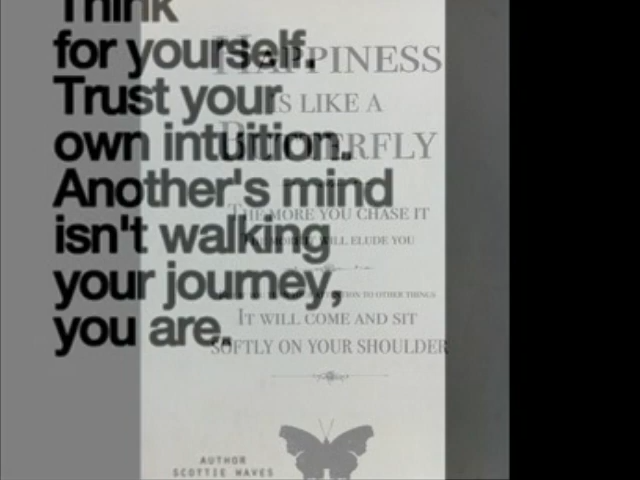 Think
for yourself.
Trust your
own intuition.
Another's mind
isn't walking
your journey,
you are.
HAPPINESS
IS LIKE A
BUTTERFLY
THE MORE YOU CHASE IT
WILL ELUDE YOU
TO OTHER THINGS
IT WILL COME AND SIT
SOFTLY ON YOUR SHOULDER
AUTHOR
SCOTTIE WAVES